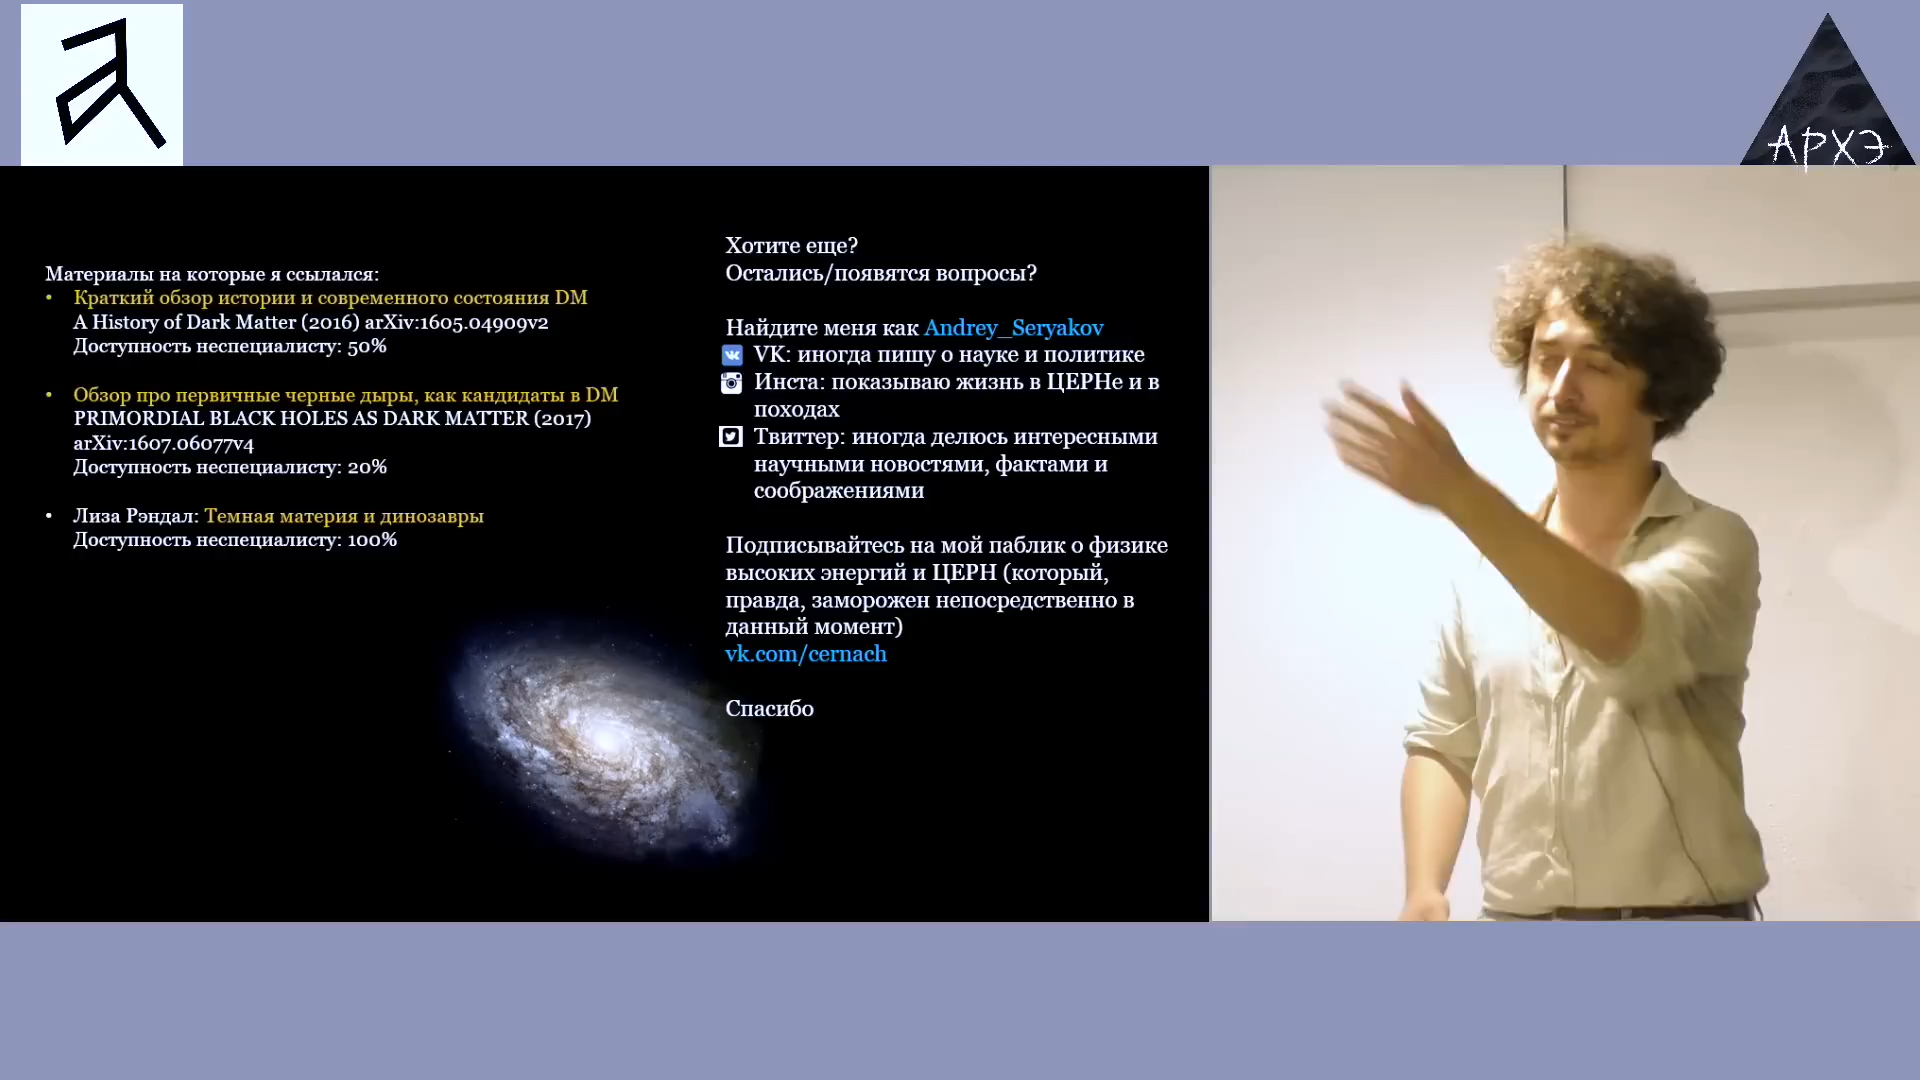 АРХЭ
Материалы на которые я ссылался:
• Краткий обзор истории и современного состояния DM
A History of Dark Matter (2016) arXiv:1605.04909v2
Доступность неспециалисту: 50%
• Обзор про первичные черные дыры, как кандидаты в DM
PRIMORDIAL BLACK HOLES AS DARK MATTER (2017)
arXiv:1607.06077v4
Доступность неспециалисту: 20%
• Лиза Рэндал: Темная материя и динозавры
Доступность неспециалисту: 100%
Хотите еще?
Остались/появятся вопросы?
Найдите меня как Andrey_Seryakov
VK: иногда пишу о науке и политике
Инста: показываю жизнь в ЦЕРНе и в
походах
Твиттер: иногда делюсь интересными
научными новостями, фактами и
соображениями
Подписывайтесь на мой паблик о физике
высоких энергий и ЦЕРН (который,
правда, заморожен непосредственно в
данный момент)
vk.com/cernach
Спасибо